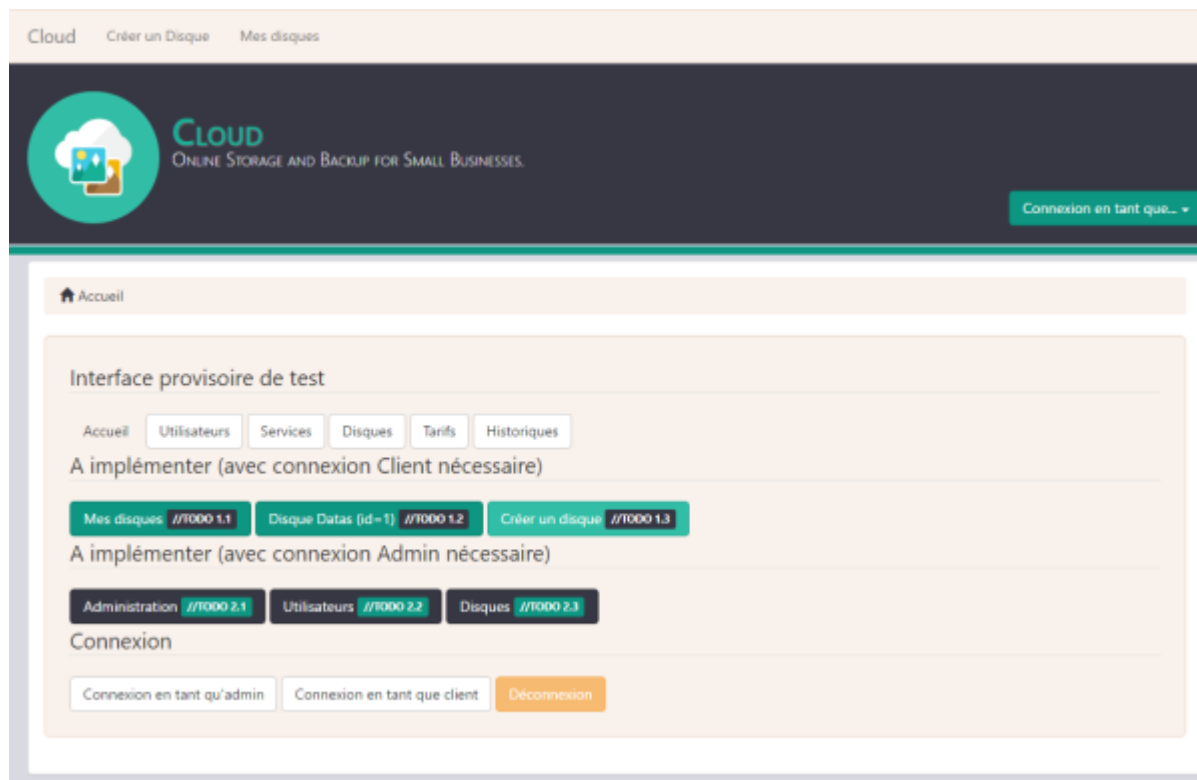 Cloud Créer un Disque Mes disques
CLOUD
ONLINE STORAGE AND BACKUP FOR SMALL BUSINESSES.
Connexion en tant que...
Accueil
Interface provisoire de test
Accueil Utilisateurs Services Disques Tarifs Historiques
A implémenter (avec connexion Client nécessaire)
Mes disques //TODO 1.1 Disque Datas (id=1) //TODO 1.2 Créer un disque //TODO 1.3
A implémenter (avec connexion Admin nécessaire)
Administration //TODO 2.1 Utilisateurs //TODO 2.2 Disques //TODO 2.3
Connexion
Connexion en tant qu'admin Connexion en tant que client Déconnexion